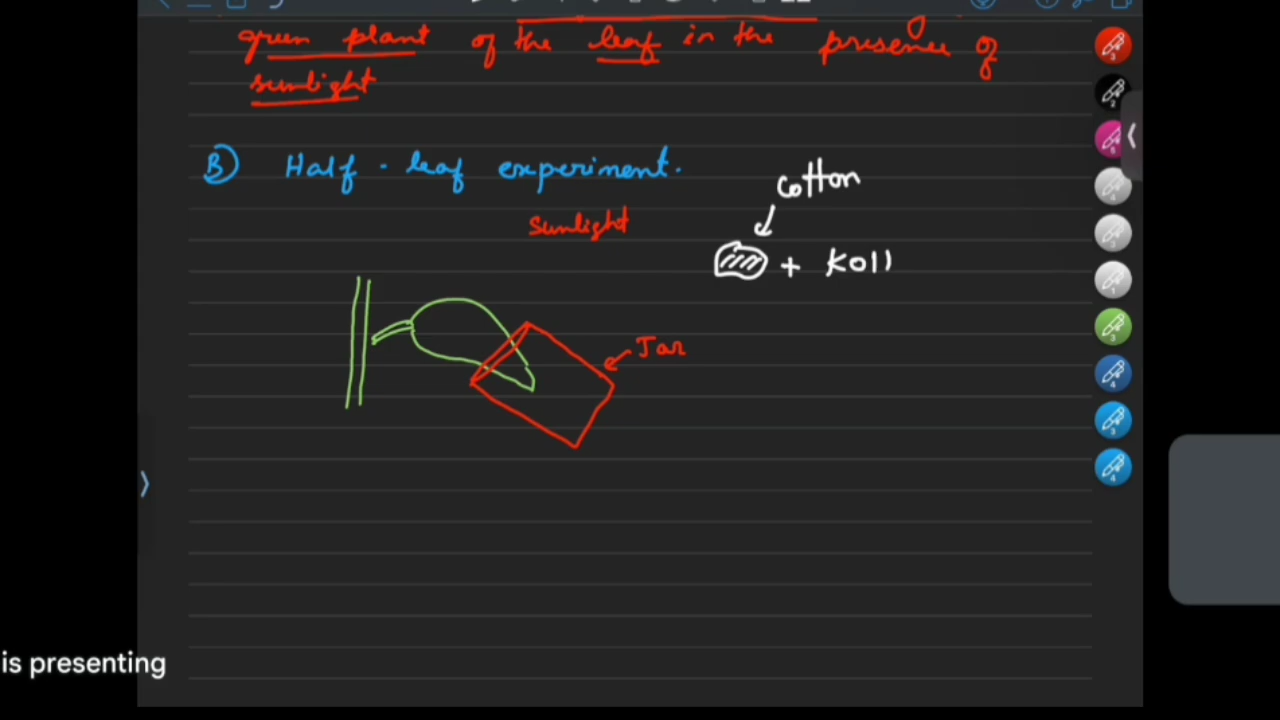 green plant of the leaf in the presence of
sunlight
B) Half - leaf experiment.
cotton
Sunlight
+ KOH
Jar
is presenting